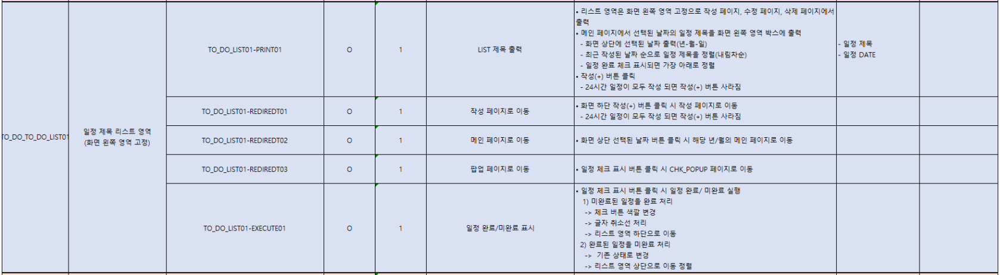 TO_DO_TO_DO_LIST01
일정 제목 리스트 영역
(화면 왼쪽 영역 고정)
TO_DO_LIST01-PRINT01
O
1
LIST 제목 출력
• 리스트 영역은 화면 왼쪽 영역 고정으로 작성 페이지, 수정 페이지, 삭제 페이지에서
출력
• 메인 페이지에서 선택된 날짜의 일정 제목을 화면 왼쪽 영역 박스에 출력
- 화면 상단에 선택된 날짜 출력(년-월-일)
- 최근 작성된 날짜 순으로 일정 제목을 정렬(내림차순)
- 일정 완료 체크 표시되면 가장 아래로 정렬
• 작성(+) 버튼 클릭
- 24시간 일정이 모두 작성 되면 작성(+) 버튼 사라짐
- 일정 제목
- 일정 DATE
TO_DO_LIST01-REDIREDT01
O
1
작성 페이지로 이동
• 화면 하단 작성(+) 버튼 클릭 시 작성 페이지로 이동
- 24시간 일정이 모두 작성 되면 작성(+) 버튼 사라짐
TO_DO_LIST01-REDIREDT02
O
1
메인 페이지로 이동
• 화면 상단 선택된 날짜 버튼 클릭 시 해당 년/월의 메인 페이지로 이동
TO_DO_LIST01-REDIREDT03
O
1
팝업 페이지로 이동
• 일정 체크 표시 버튼 클릭 시 CHK_POPUP 페이지로 이동
TO_DO_LIST01-EXECUTE01
O
1
일정 완료/미완료 표시
• 일정 체크 표시 버튼 클릭 시 일정 완료/ 미완료 실행
1) 미완료된 일정을 완료 처리
-> 체크 버튼 색깔 변경
-> 글자 취소선 처리
-> 리스트 영역 하단으로 이동
2) 완료된 일정을 미완료 처리
-> 기존 상태로 변경
-> 리스트 영역 상단으로 이동 정렬